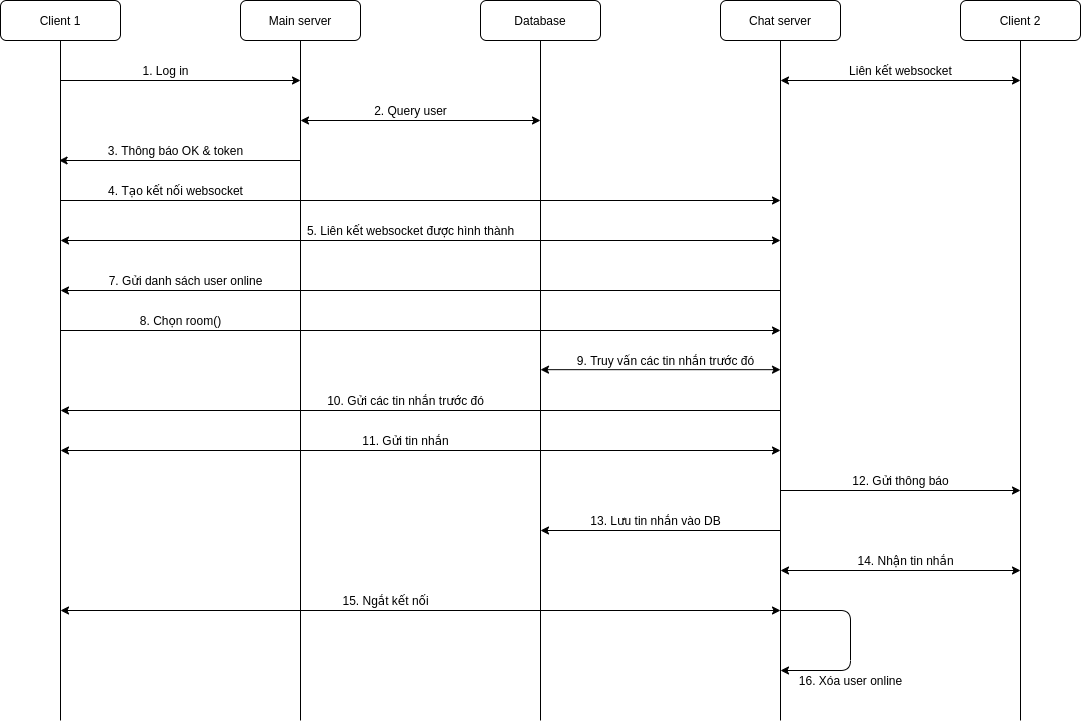 Client 1
Main server
Database
Chat server
Client 2
1. Log in
Liên kết websocket
2. Query user
3. Thông báo OK & token
4. Tạo kết nối websocket
5. Liên kết websocket được hình thành
7. Gửi danh sách user online
8. Chọn room()
9. Truy vấn các tin nhắn trước đó
10. Gửi các tin nhắn trước đó
11. Gửi tin nhắn
12. Gửi thông báo
13. Lưu tin nhắn vào DB
14. Nhận tin nhắn
15. Ngắt kết nối
16. Xóa user online